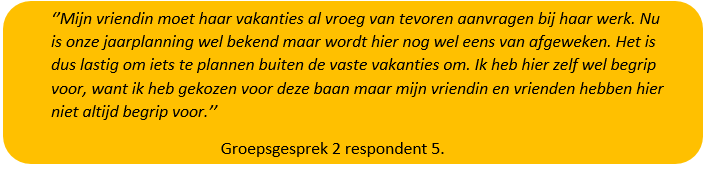 ‘’Mijn vriendin moet haar vakanties al vroeg van tevoren aanvragen bij haar werk. Nu
is onze jaarplanning wel bekend maar wordt hier nog wel eens van afgeweken. Het is
dus lastig om iets te plannen buiten de vaste vakanties om. Ik heb hier zelf wel begrip
voor, want ik heb gekozen voor deze baan maar mijn vriendin en vrienden hebben hier
niet altijd begrip voor.’’
Groepsgesprek 2 respondent 5.